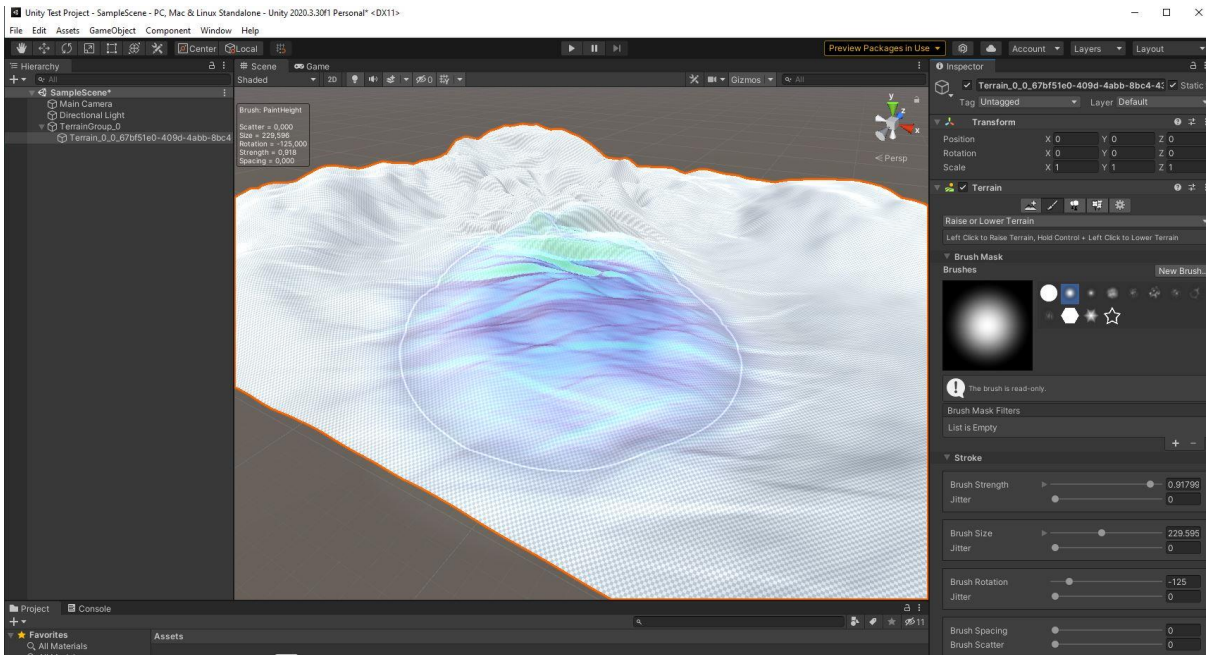 Unity Test Project - SampleScene - PC, Mac & Linux Standalone - Unity 2020.3.30f1 Personal* <DX11>
File Edit Assets GameObject Component Window Help
Center Local Preview Packages in Use Account Layers Layout
Hierarchy
All
SampleScene*
Main Camera
Directional Light
TerrainGroup_0
Terrain_0_0_67bf51e0-409d-4abb-8bc4
Scene Game
Shaded 2D 0 Gizmos All
Brush: PaintHeight
Scatter = 0,000
Size = 229,596
Rotation = -125,000
Strength = 0,918
Spacing = 0,000
y
z
x
< Persp
Inspector
Terrain_0_0_67bf51e0-409d-4abb-8bc4-43 Static
Tag Untagged Layer Default
Transform
Position X 0 Y 0 Z 0
Rotation X 0 Y 0 Z 0
Scale X 1 Y 1 Z 1
Terrain
Raise or Lower Terrain
Left Click to Raise Terrain, Hold Control + Left Click to Lower Terrain
Brush Mask
Brushes New Brush..
The brush is read-only.
Brush Mask Filters
List is Empty
Stroke
Brush Strength 0.91799
Jitter 0
Brush Size 229.595
Jitter 0
Brush Rotation -125
Jitter 0
Brush Spacing 0
Brush Scatter 0
Project Console
11
Favorites
All Materials
Assets